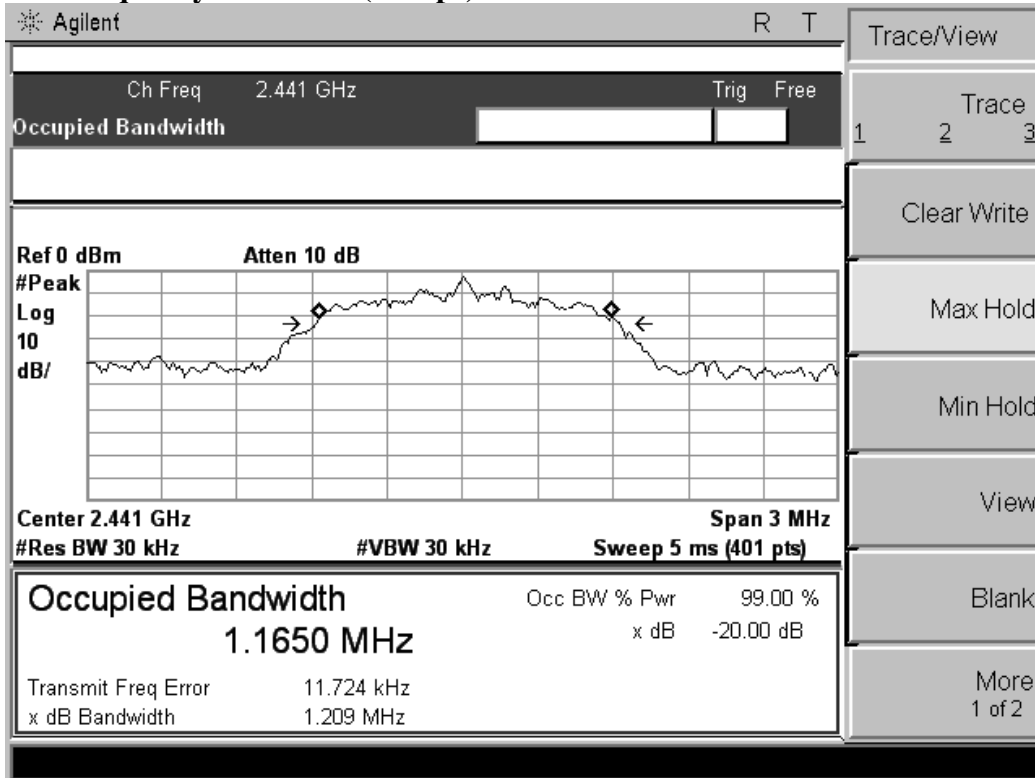 Agilent R T
Trace/View
Ch Freq 2.441 GHz Trig Free
Occupied Bandwidth
Trace
1 2 3
Clear Write
Max Hold
Min Hold
View
Blank
More
1 of 2
Ref 0 dBm Atten 10 dB
#Peak
Log
10
dB/
Center 2.441 GHz Span 3 MHz
#Res BW 30 kHz #VBW 30 kHz Sweep 5 ms (401 pts)
Occupied Bandwidth
1.1650 MHz
Occ BW % Pwr 99.00 %
x dB -20.00 dB
Transmit Freq Error 11.724 kHz
x dB Bandwidth 1.209 MHz